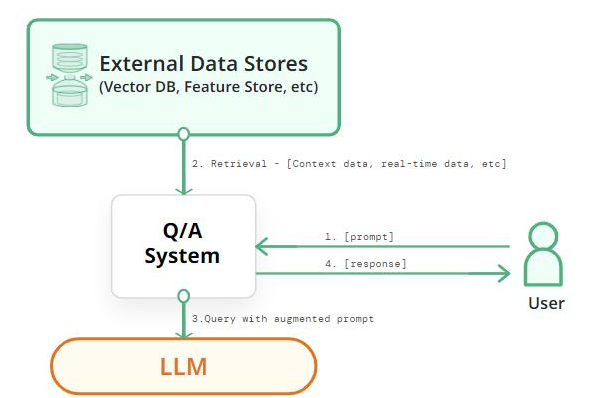 External Data Stores
(Vector DB, Feature Store, etc)
2. Retrieval - [Context data, real-time data, etc]
Q/A
System
1. [prompt]
4. [response]
User
3.Query with augmented prompt
LLM